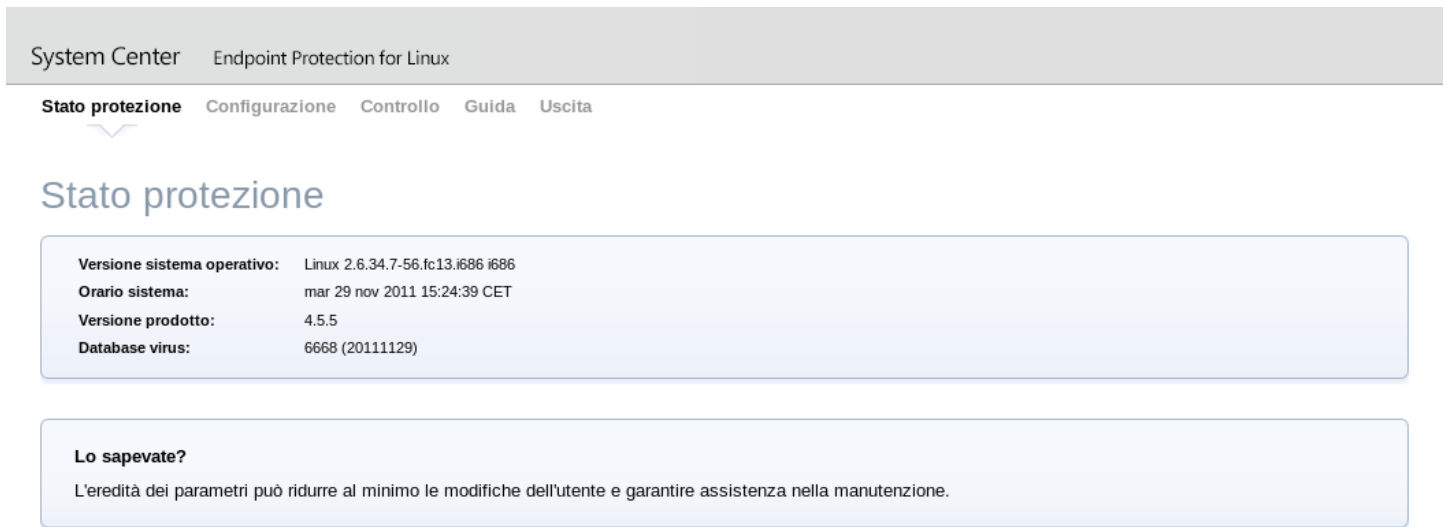 System Center Endpoint Protection for Linux
Stato protezione Configurazione Controllo Guida Uscita
Stato protezione
Versione sistema operativo: Linux 2.6.34.7-56.fc13.i686 i686
Orario sistema: mar 29 nov 2011 15:24:39 CET
Versione prodotto: 4.5.5
Database virus: 6668 (20111129)
Lo sapevate?
L'eredità dei parametri può ridurre al minimo le modifiche dell'utente e garantire assistenza nella manutenzione.